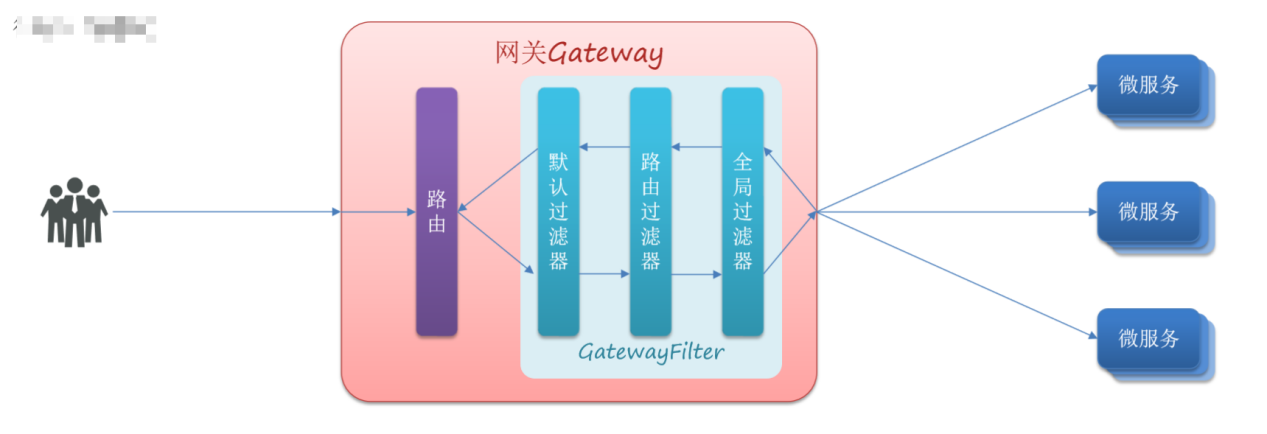 网关Gateway
路由
默认过滤器
路由过滤器
全局过滤器
GatewayFilter
微服务
微服务
微服务